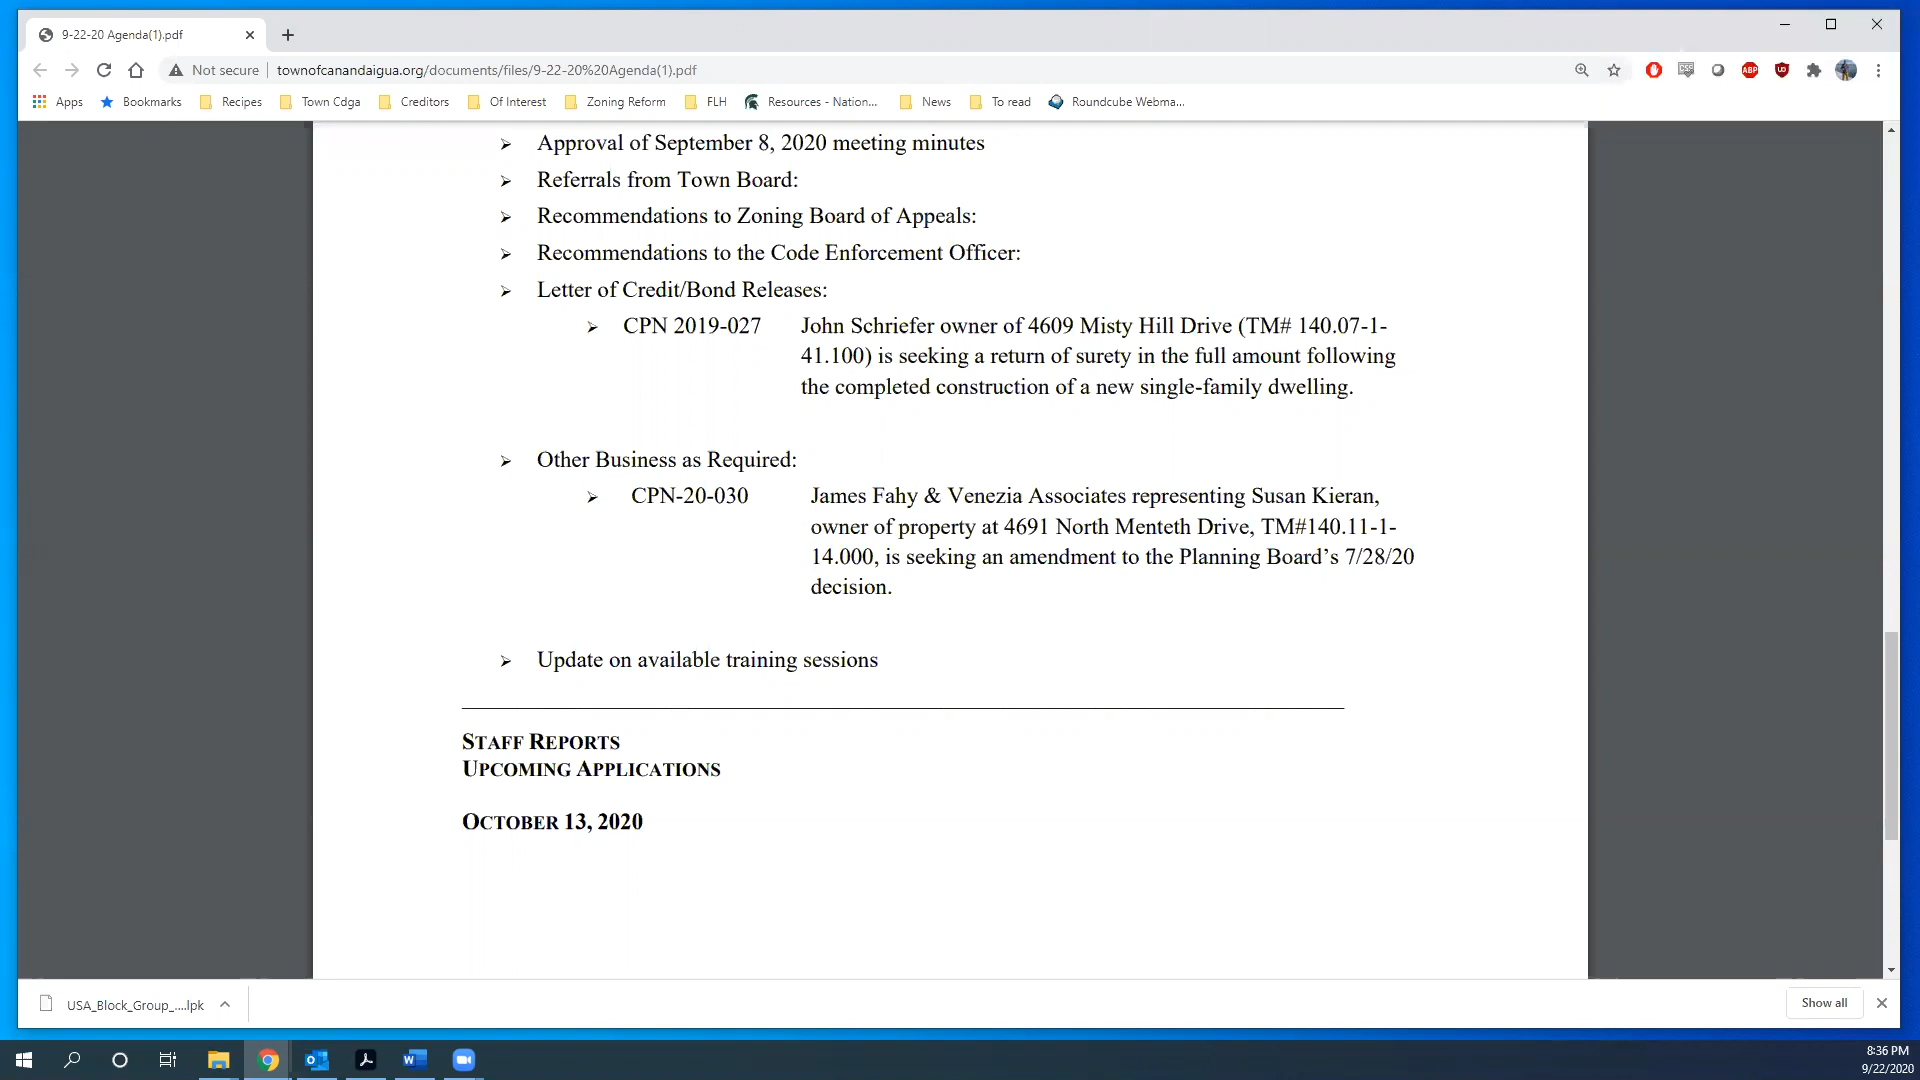 9-22-20 Agenda(1).pdf
Not secure townofcanandaigua.org/documents/files/9-22-20%20Agenda(1).pdf
Apps Bookmarks Recipes Town Cdga Creditors Of Interest Zoning Reform FLH Resources - Nation... News To read Roundcube Webma...
➢ Approval of September 8, 2020 meeting minutes
➢ Referrals from Town Board:
➢ Recommendations to Zoning Board of Appeals:
➢ Recommendations to the Code Enforcement Officer:
➢ Letter of Credit/Bond Releases:
➢ CPN 2019-027 John Schriefer owner of 4609 Misty Hill Drive (TM# 140.07-1-
41.100) is seeking a return of surety in the full amount following
the completed construction of a new single-family dwelling.
➢ Other Business as Required:
➢ CPN-20-030 James Fahy & Venezia Associates representing Susan Kieran,
owner of property at 4691 North Menteth Drive, TM#140.11-1-
14.000, is seeking an amendment to the Planning Board’s 7/28/20
decision.
➢ Update on available training sessions
STAFF REPORTS
UPCOMING APPLICATIONS
OCTOBER 13, 2020
USA_Block_Group_....lpk
Show all
8:36 PM
9/22/2020